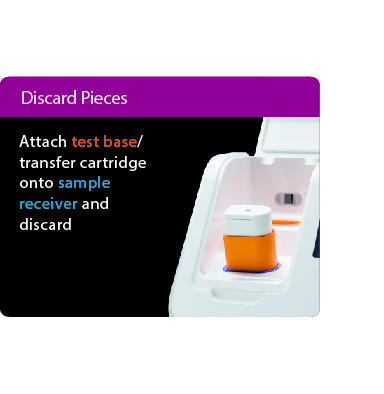 Discard Pieces
Attach test base/
transfer cartridge
onto sample
receiver and
discard